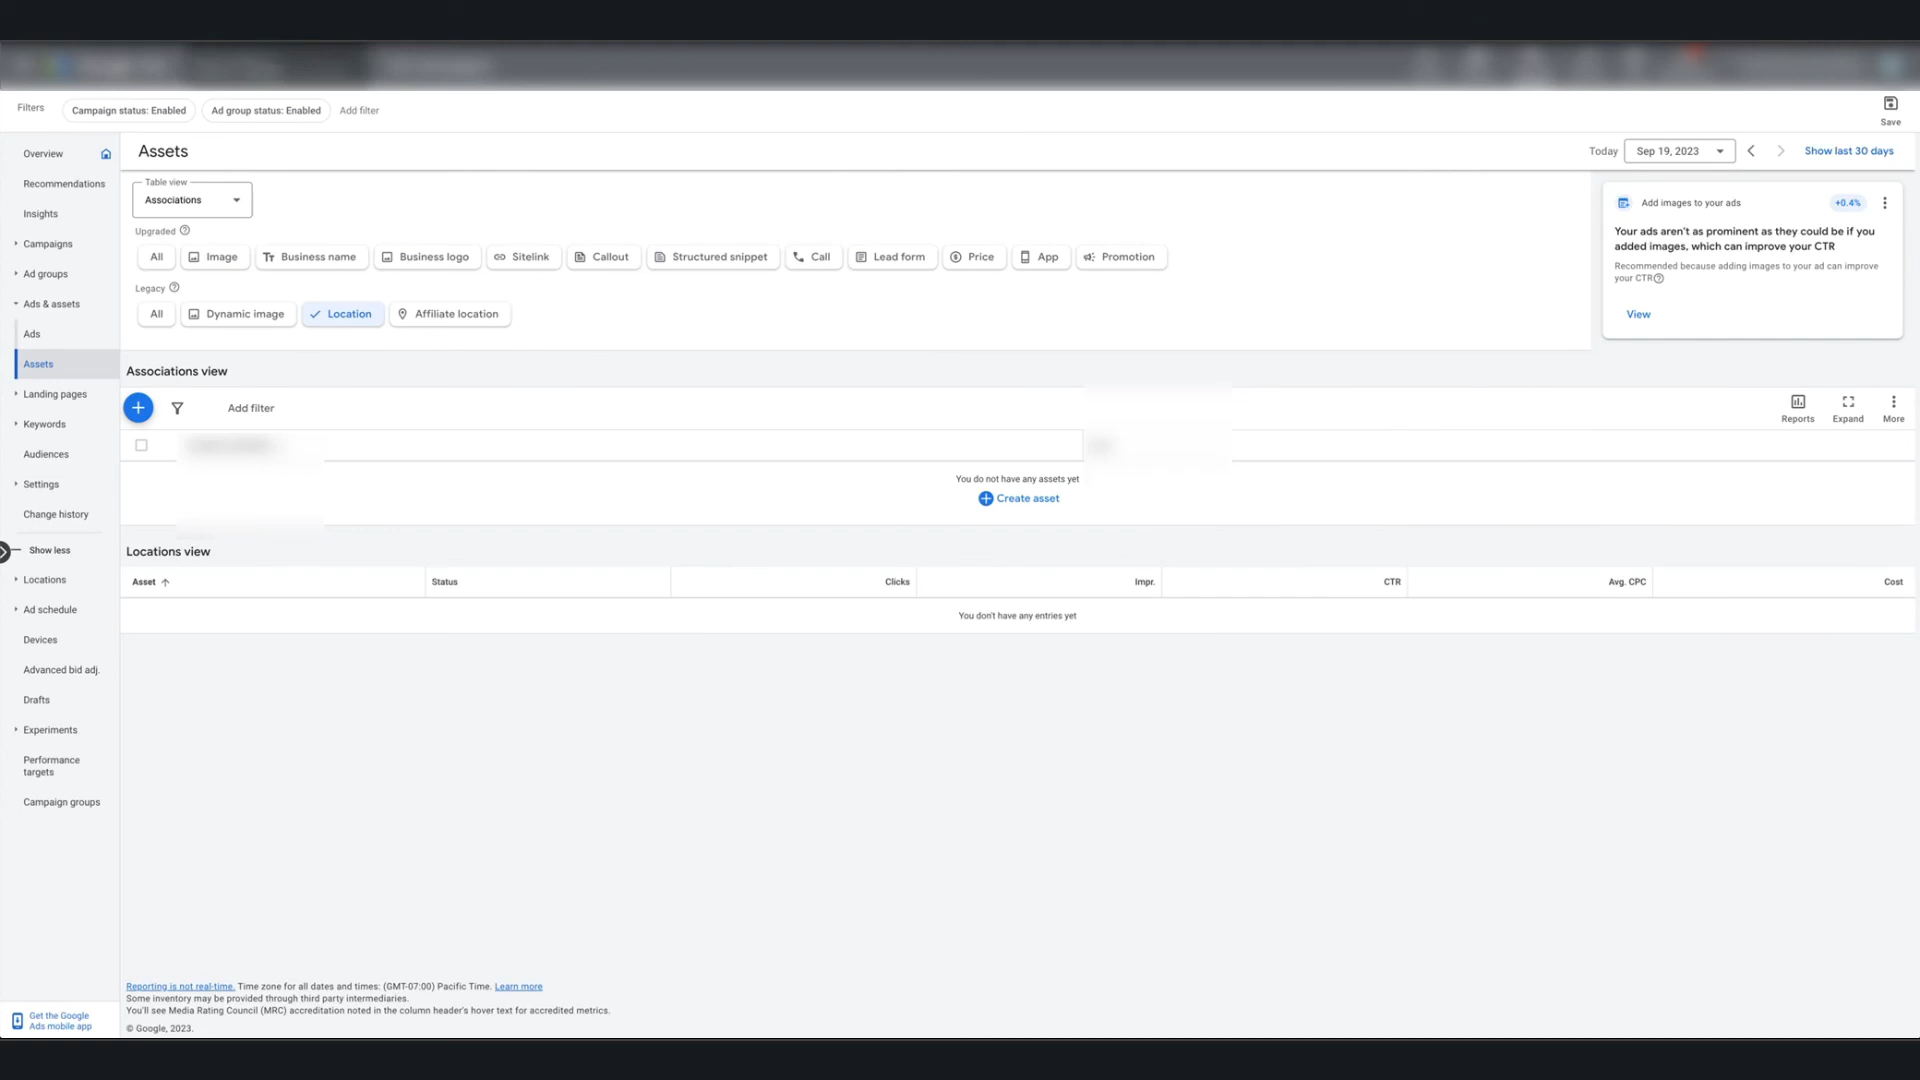 Filters
Campaign status: Enabled
Ad group status: Enabled
Add filter
Save
Overview
Recommendations
Insights
Campaigns
Ad groups
Ads & assets
Ads
Assets
Landing pages
Keywords
Audiences
Settings
Change history
Show less
Locations
Ad schedule
Devices
Advanced bid adj.
Drafts
Experiments
Performance
targets
Campaign groups
Get the Google
Ads mobile app
Assets
Today
Sep 19, 2023
Show last 30 days
Table view
Associations
Upgraded
All
Image
Business name
Business logo
Sitelink
Callout
Structured snippet
Call
Lead form
Price
App
Promotion
Legacy
All
Dynamic image
Location
Affiliate location
Add images to your ads
+0.4%
Your ads aren't as prominent as they could be if you
added images, which can improve your CTR
Recommended because adding images to your ad can improve
your CTR
View
Associations view
Add filter
Reports
Expand
More
You do not have any assets yet
Create asset
Locations view
Asset
Status
Clicks
Impr.
CTR
Avg. CPC
Cost
You don't have any entries yet
Reporting is not real-time. Time zone for all dates and times: (GMT-07:00) Pacific Time. Learn more
Some inventory may be provided through third party intermediaries.
You'll see Media Rating Council (MRC) accreditation noted in the column header's hover text for accredited metrics.
© Google, 2023.